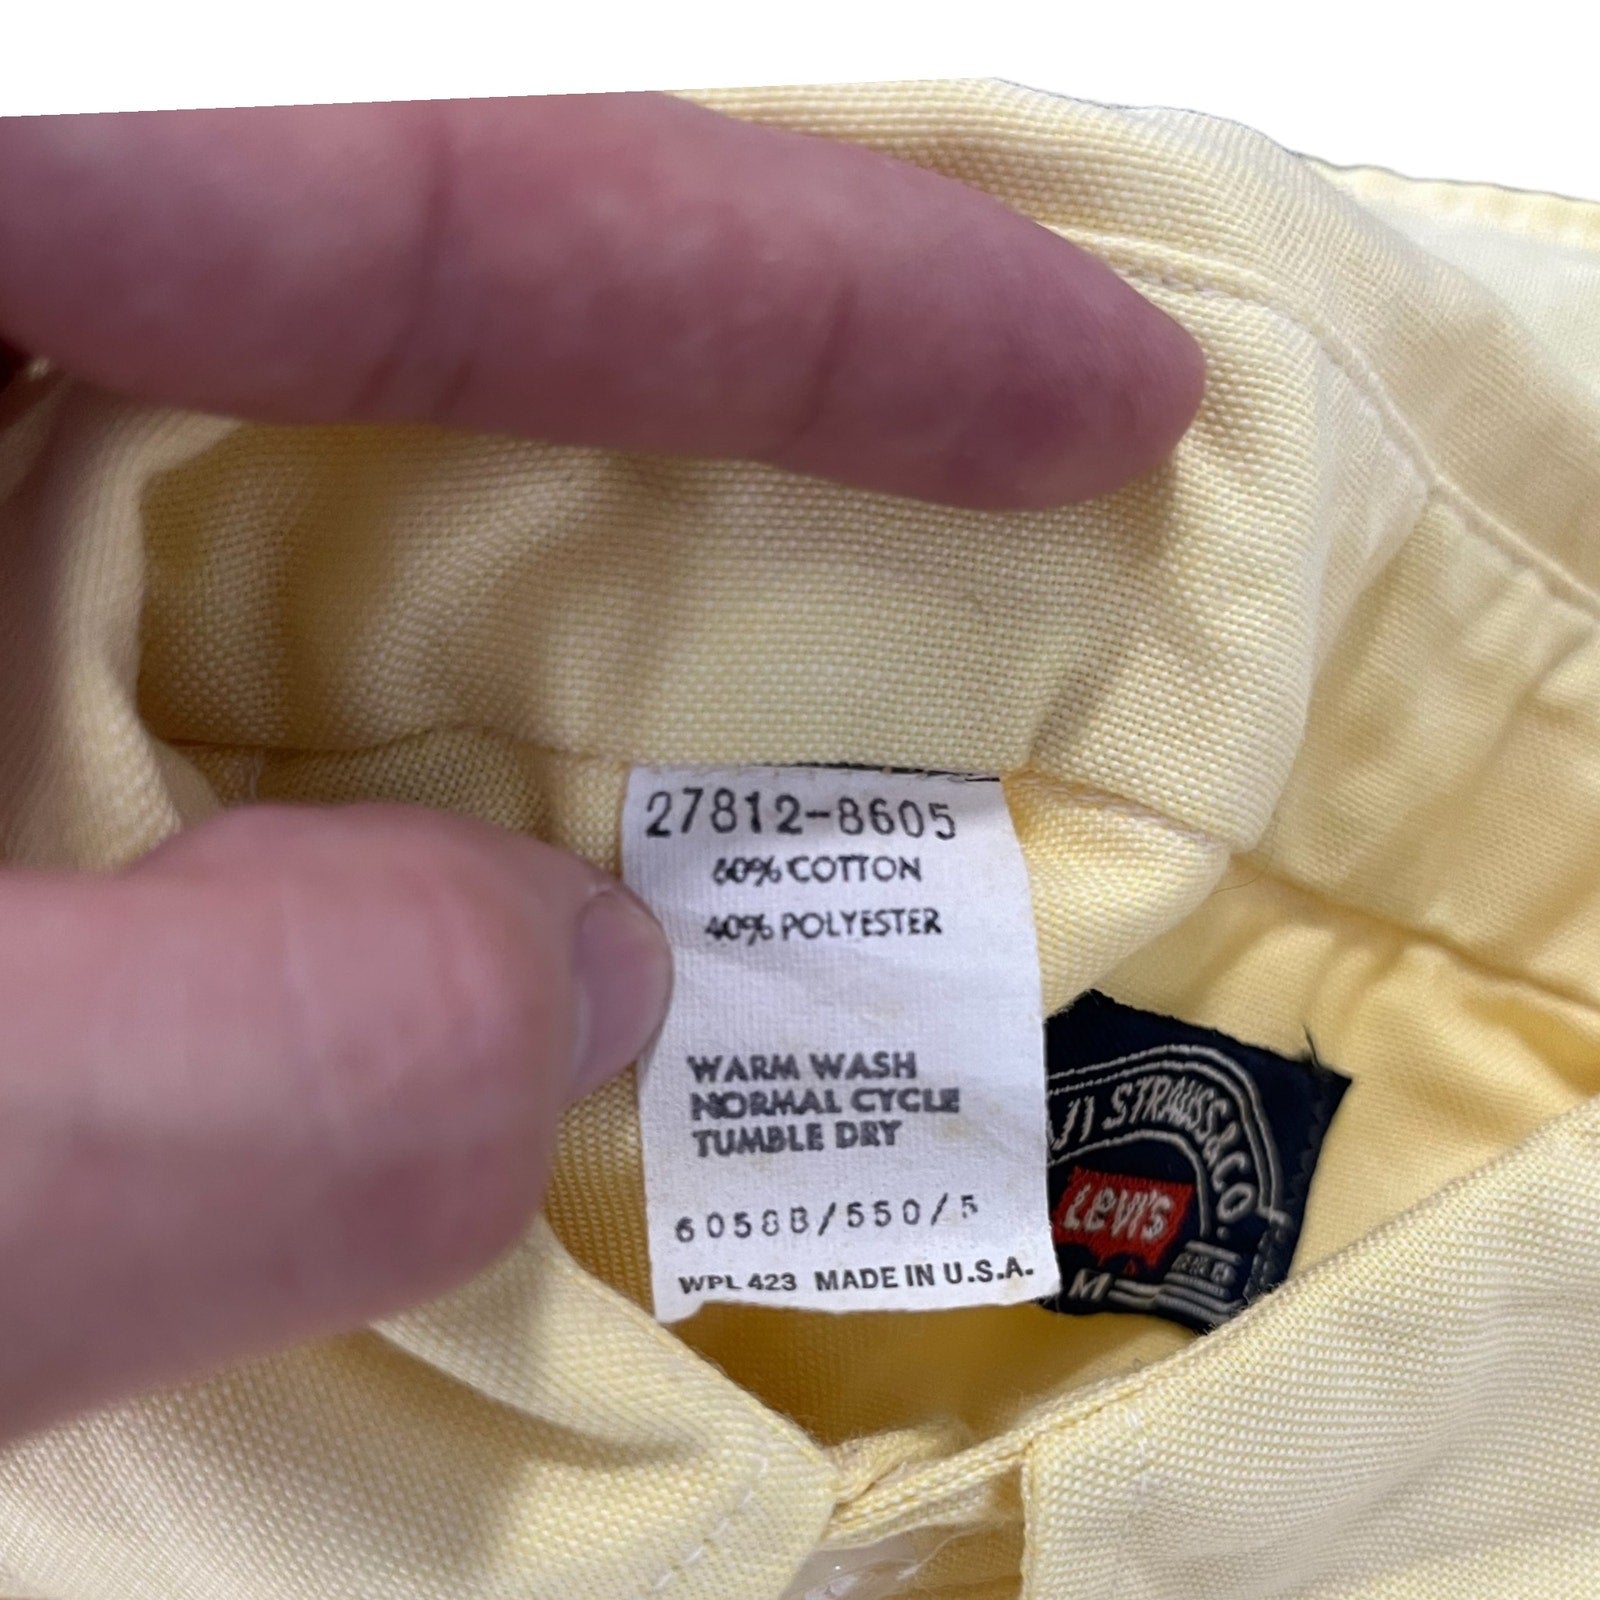 27812-8605
60% COTTON
40% POLYESTER
WARM WASH
NORMAL CYCLE
TUMBLE DRY
6058B/550/5
WPL 423 MADE IN U.S.A.
STRAUSS & CO.
Levi's
M